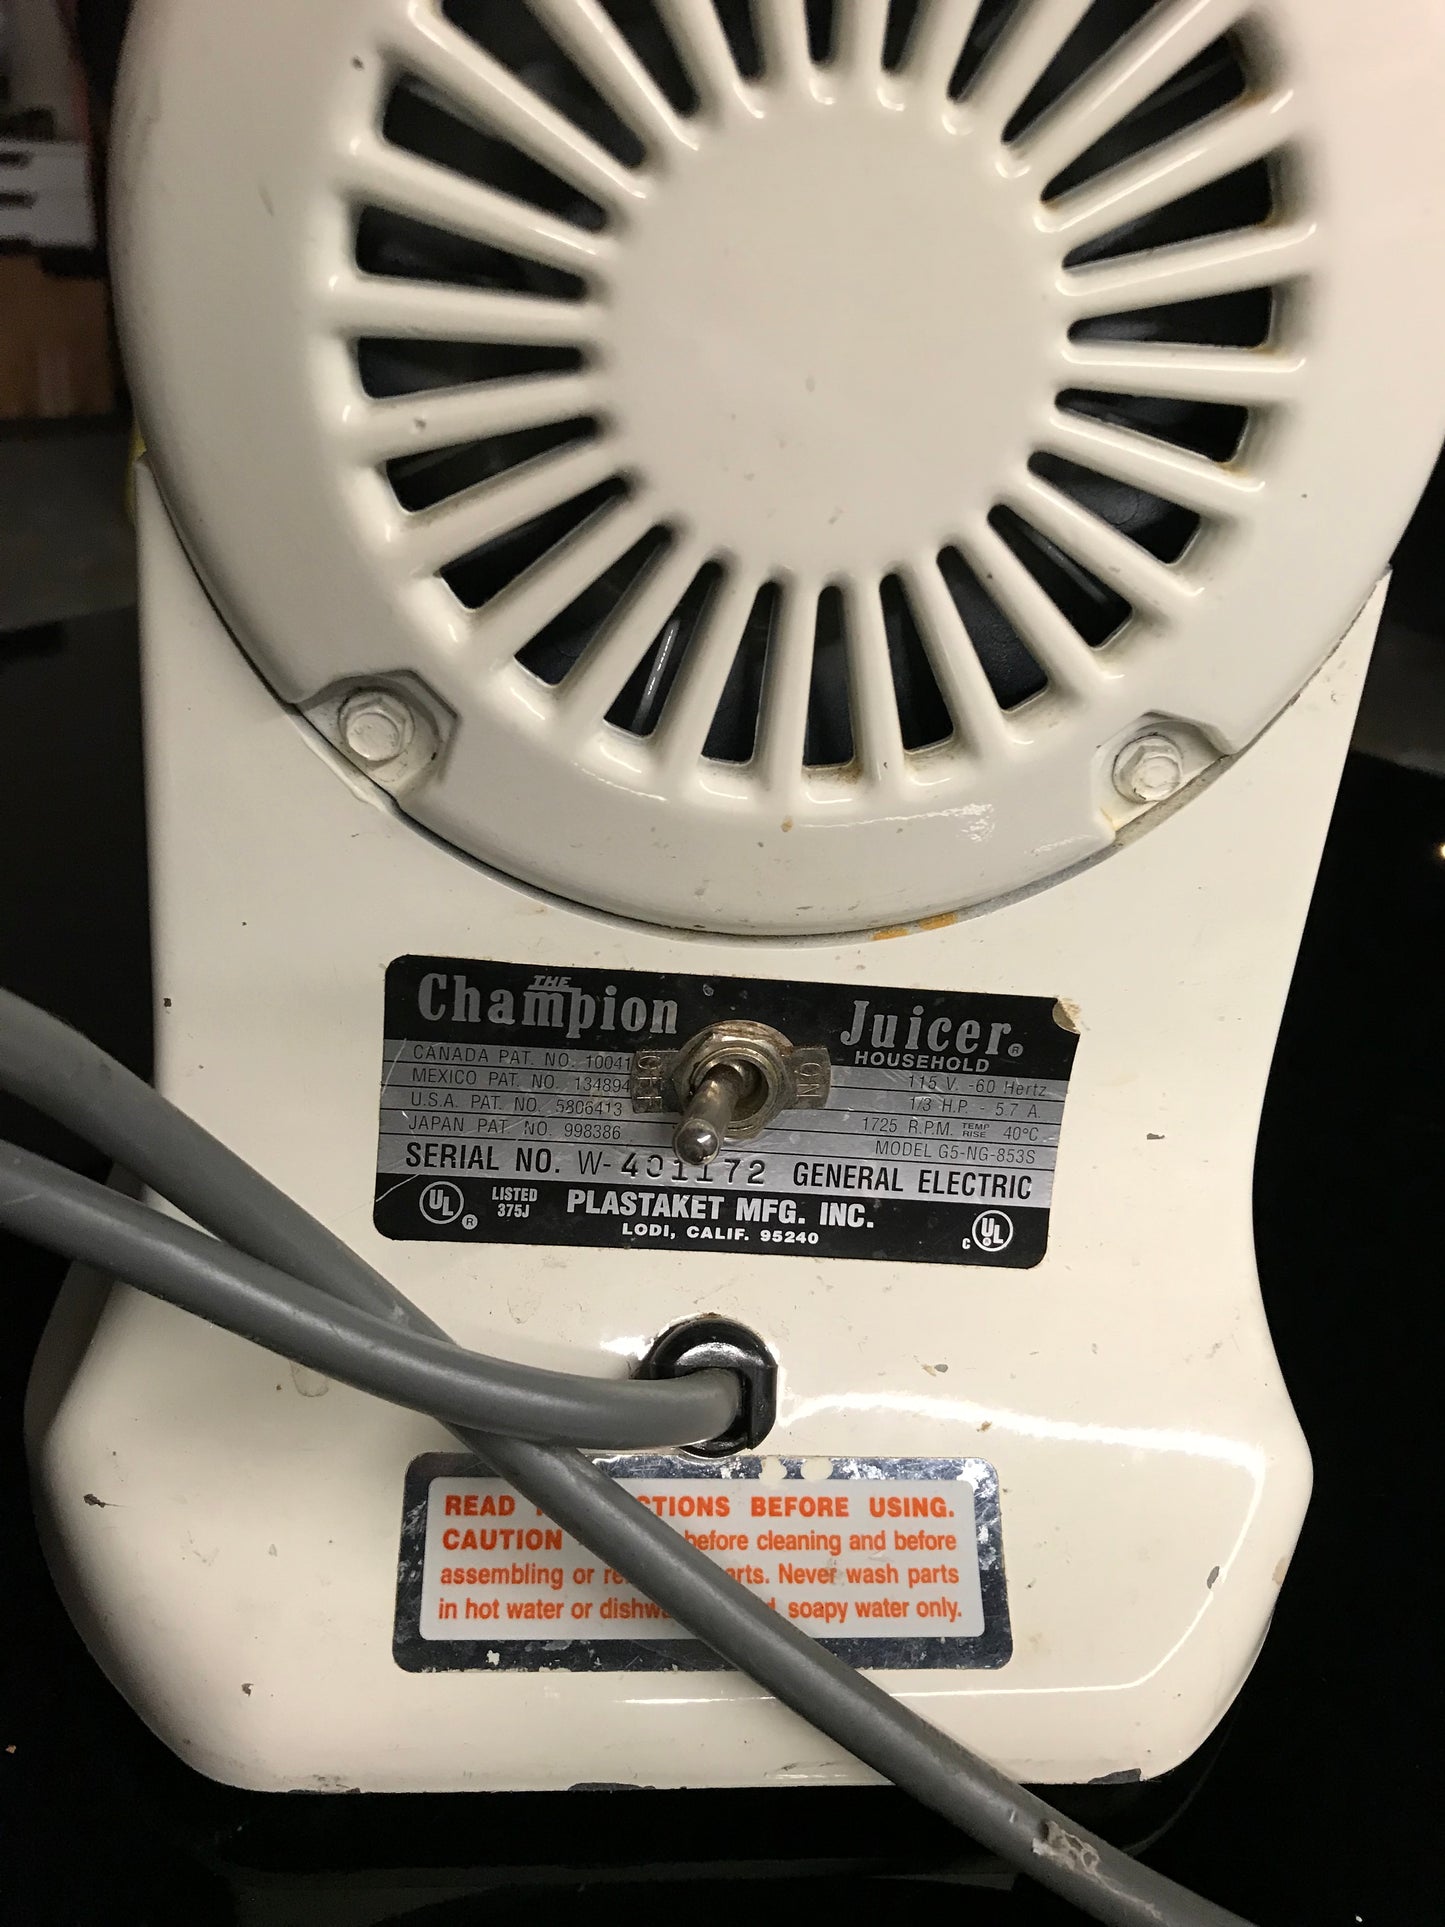 THE
Champion Juicer®
HOUSEHOLD
CANADA PAT. NO. 10041
MEXICO PAT. NO. 134894
U.S.A. PAT. NO. 5806413
JAPAN PAT. NO. 998386
OFF
ON
115 V. -60 Hertz
1/3 H.P. - 5.7 A.
1725 R.P.M. TEMP RISE 40°C
MODEL G5-NG-853S
SERIAL NO. W-401172 GENERAL ELECTRIC
UL® LISTED 375J
PLASTAKET MFG. INC.
LODI, CALIF. 95240
c UL
READ BEFORE USING.
CAUTION before cleaning and before
assembling or Never wash parts
in hot water or soapy water only.